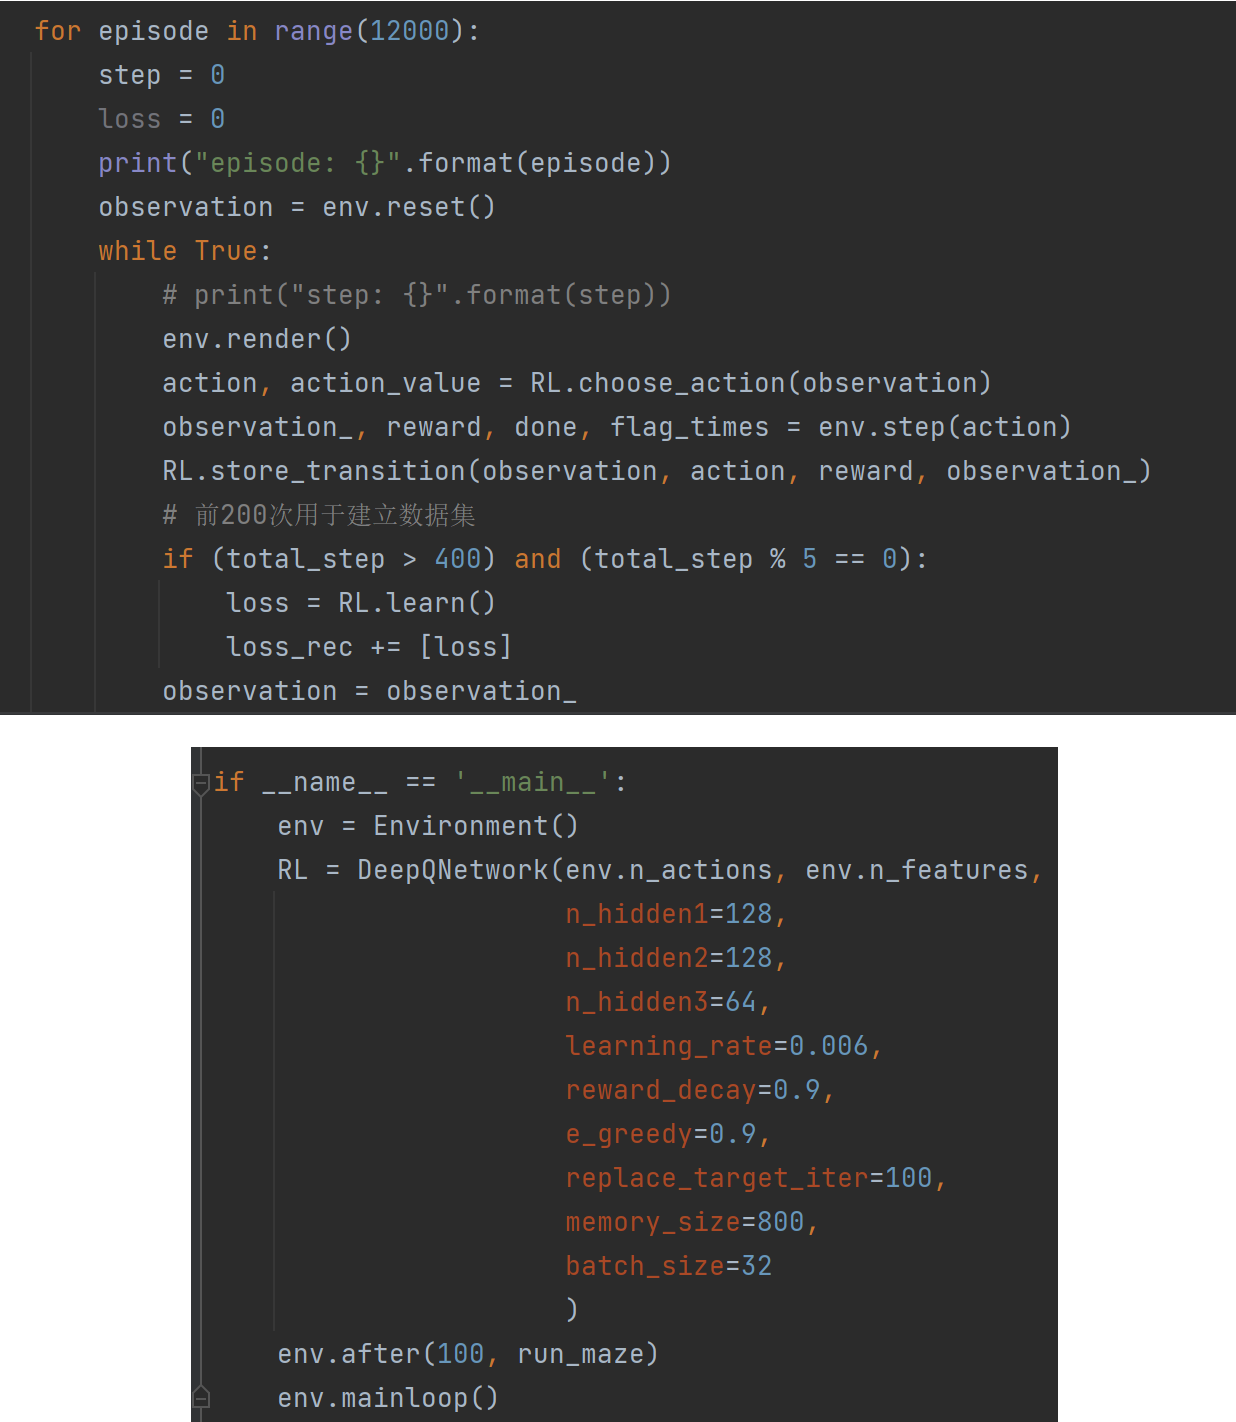 for episode in range(12000):
    step = 0
    loss = 0
    print("episode: {}".format(episode))
    observation = env.reset()
    while True:
        # print("step: {}".format(step))
        env.render()
        action, action_value = RL.choose_action(observation)
        observation_, reward, done, flag_times = env.step(action)
        RL.store_transition(observation, action, reward, observation_)
        # 前200次用于建立数据集
        if (total_step > 400) and (total_step % 5 == 0):
            loss = RL.learn()
            loss_rec += [loss]
        observation = observation_
if __name__ == '__main__':
    env = Environment()
    RL = DeepQNetwork(env.n_actions, env.n_features,
                      n_hidden1=128,
                      n_hidden2=128,
                      n_hidden3=64,
                      learning_rate=0.006,
                      reward_decay=0.9,
                      e_greedy=0.9,
                      replace_target_iter=100,
                      memory_size=800,
                      batch_size=32
                      )
    env.after(100, run_maze)
    env.mainloop()